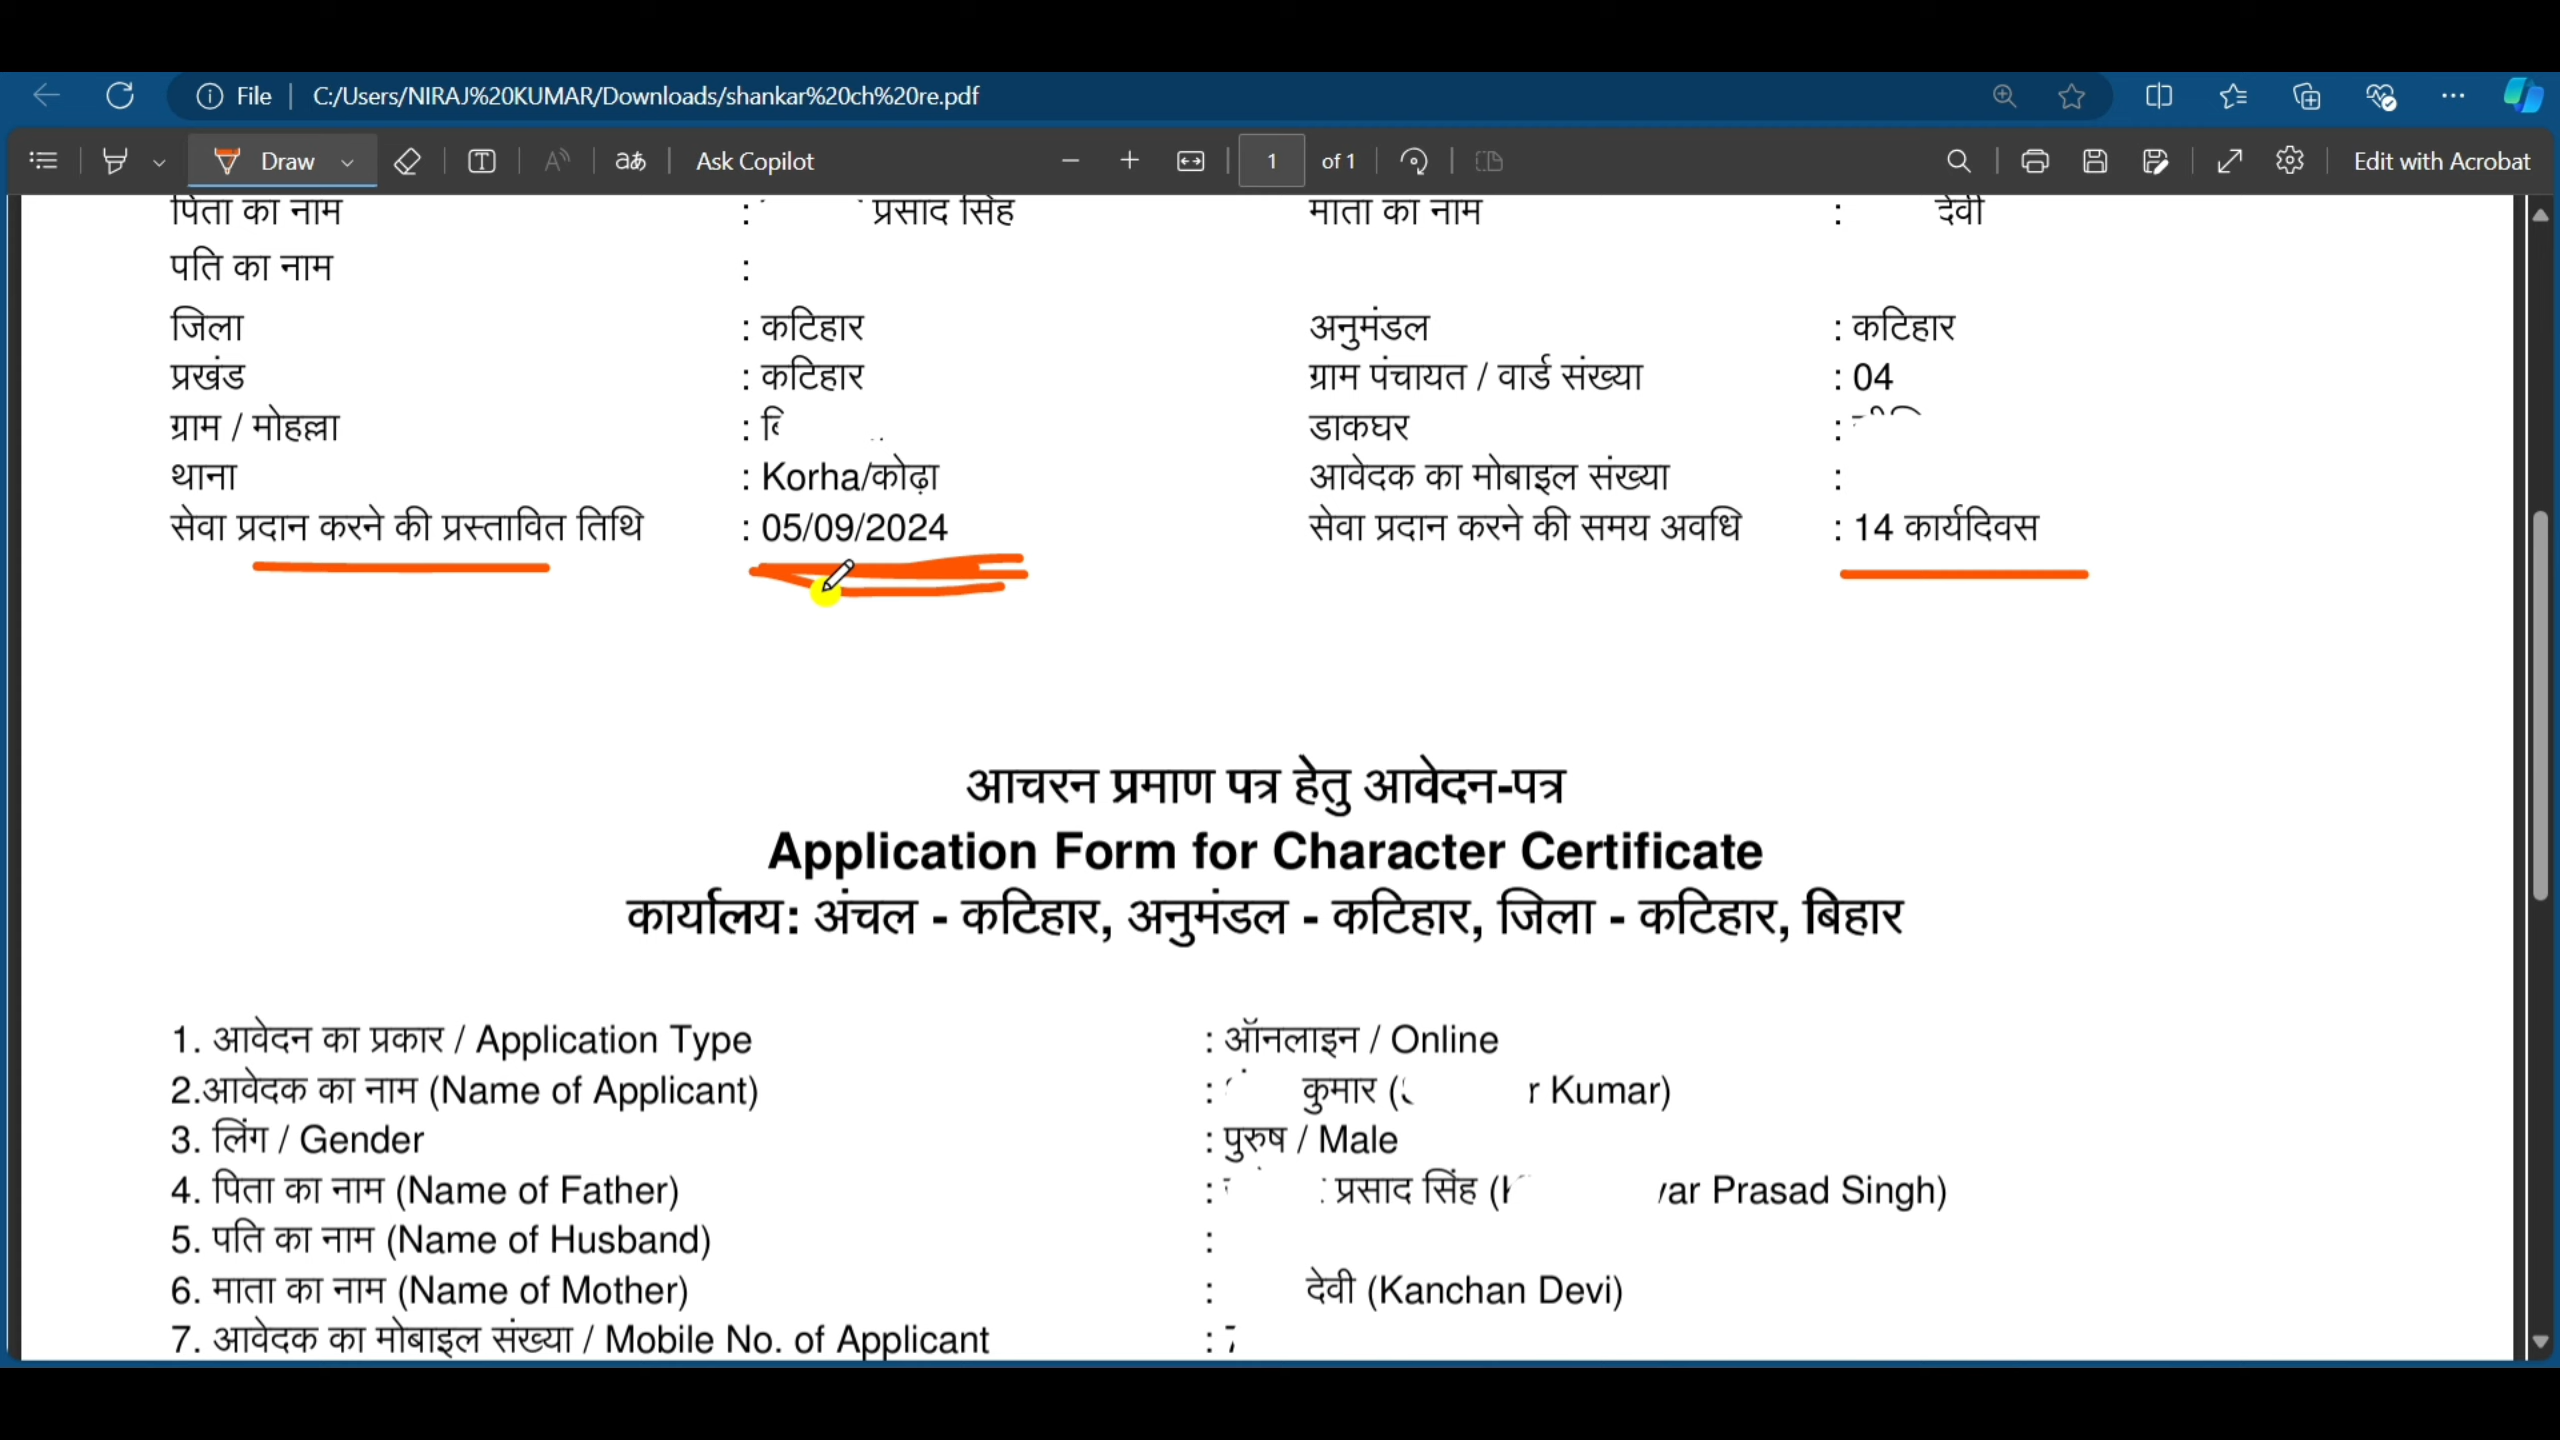 File | C:/Users/NIRAJ%20KUMAR/Downloads/shankar%20ch%20re.pdf
Draw aあ Ask Copilot 1 of 1 Edit with Acrobat
पिता का नाम : प्रसाद सिंह माता का नाम : देवी
पति का नाम :
जिला : कटिहार अनुमंडल : कटिहार
प्रखंड : कटिहार ग्राम पंचायत / वार्ड संख्या : 04
ग्राम / मोहल्ला : डाकघर :
थाना : Korha/कोढ़ा आवेदक का मोबाइल संख्या :
सेवा प्रदान करने की प्रस्तावित तिथि : 05/09/2024 सेवा प्रदान करने की समय अवधि : 14 कार्यदिवस
आचरन प्रमाण पत्र हेतु आवेदन-पत्र
Application Form for Character Certificate
कार्यालय: अंचल - कटिहार, अनुमंडल - कटिहार, जिला - कटिहार, बिहार
1. आवेदन का प्रकार / Application Type : ऑनलाइन / Online
2.आवेदक का नाम (Name of Applicant) : कुमार ( r Kumar)
3. लिंग / Gender : पुरुष / Male
4. पिता का नाम (Name of Father) : प्रसाद सिंह ( ar Prasad Singh)
5. पति का नाम (Name of Husband) :
6. माता का नाम (Name of Mother) : देवी (Kanchan Devi)
7. आवेदक का मोबाइल संख्या / Mobile No. of Applicant : 7